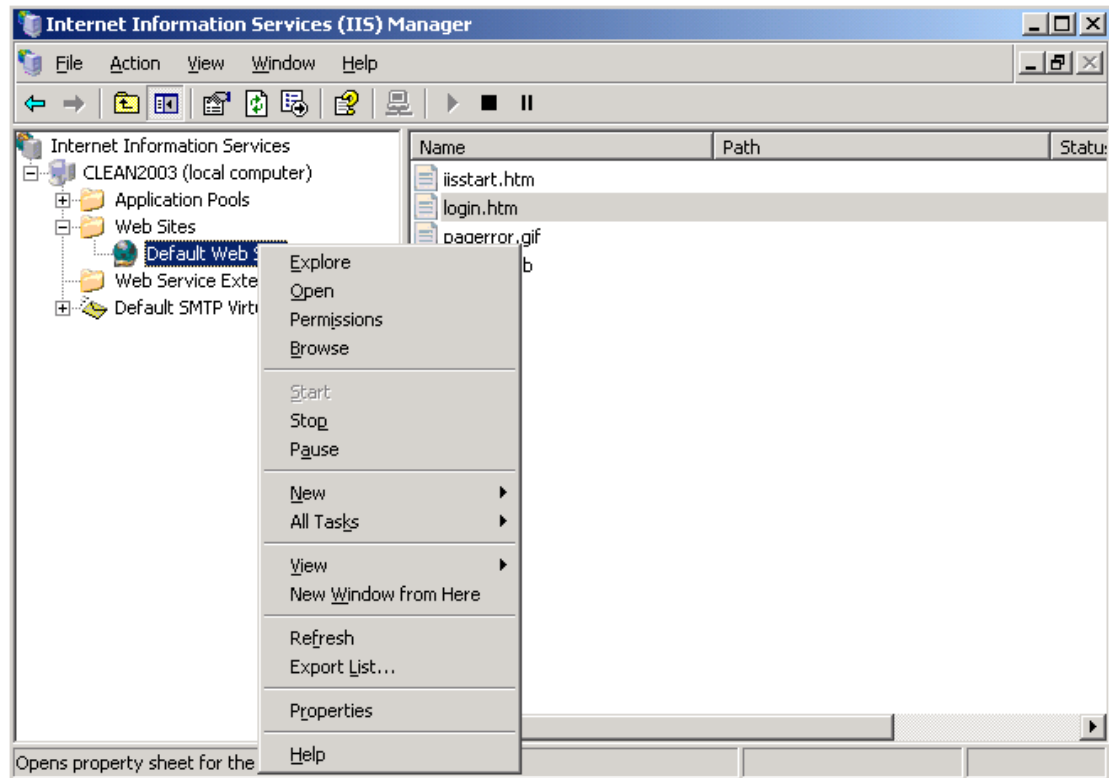 Internet Information Services (IIS) Manager
File Action View Window Help
Internet Information Services
CLEAN2003 (local computer)
Application Pools
Web Sites
Default Web S
Web Service Exte
Default SMTP Virtu
Name Path Status
iisstart.htm
login.htm
pagerror.gif
b
Explore
Open
Permissions
Browse
Start
Stop
Pause
New
All Tasks
View
New Window from Here
Refresh
Export List...
Properties
Help
Opens property sheet for the